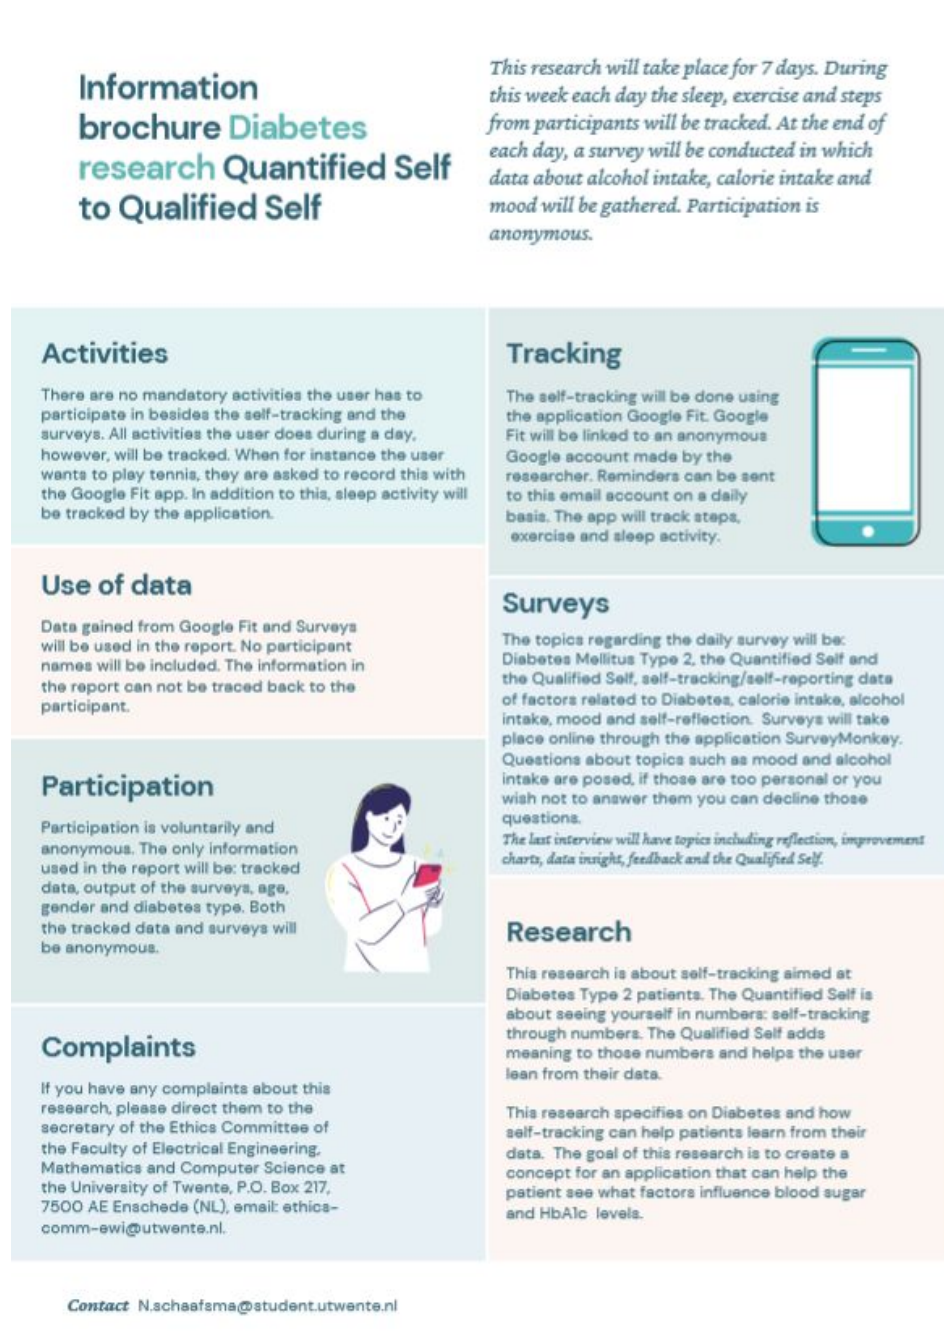 Information
brochure Diabetes
research Quantified Self
to Qualified Self
This research will take place for 7 days. During
this week each day the sleep, exercise and steps
from participants will be tracked. At the end of
each day, a survey will be conducted in which
data about alcohol intake, calorie intake and
mood will be gathered. Participation is
anonymous.
Activities
There are no mandatory activities the user has to
participate in besides the self-tracking and the
surveys. All activities the user does during a day,
however, will be tracked. When for instance the user
wants to play tennis, they are asked to record this with
the Google Fit app. In addition to this, sleep activity will
be tracked by the application.
Use of data
Data gained from Google Fit and Surveys
will be used in the report. No participant
names will be included. The information in
the report can not be traced back to the
participant.
Participation
Participation is voluntarily and
anonymous. The only information
used in the report will be: tracked
data, output of the surveys, age,
gender and diabetes type. Both
the tracked data and surveys will
be anonymous.
Complaints
If you have any complaints about this
research, please direct them to the
secretary of the Ethics Committee of
the Faculty of Electrical Engineering,
Mathematics and Computer Science at
the University of Twente, P.O. Box 217,
7500 AE Enschede (NL), email: ethics-
comm-ewi@utwente.nl.
Tracking
The self-tracking will be done using
the application Google Fit. Google
Fit will be linked to an anonymous
Google account made by the
researcher. Reminders can be sent
to this email account on a daily
basis. The app will track steps,
exercise and sleep activity.
Surveys
The topics regarding the daily survey will be:
Diabetes Mellitus Type 2, the Quantified Self and
the Qualified Self, self-tracking/self-reporting data
of factors related to Diabetes, calorie intake, alcohol
intake, mood and self-reflection. Surveys will take
place online through the application SurveyMonkey.
Questions about topics such as mood and alcohol
intake are posed, if those are too personal or you
wish not to answer them you can decline those
questions.
The last interview will have topics including reflection, improvement
charts, data insight, feedback and the Qualified Self.
Research
This research is about self-tracking aimed at
Diabetes Type 2 patients. The Quantified Self is
about seeing yourself in numbers: self-tracking
through numbers. The Qualified Self adds
meaning to those numbers and helps the user
lean from their data.
This research specifies on Diabetes and how
self-tracking can help patients learn from their
data. The goal of this research is to create a
concept for an application that can help the
patient see what factors influence blood sugar
and HbA1c levels.
Contact N.schaafsma@student.utwente.nl